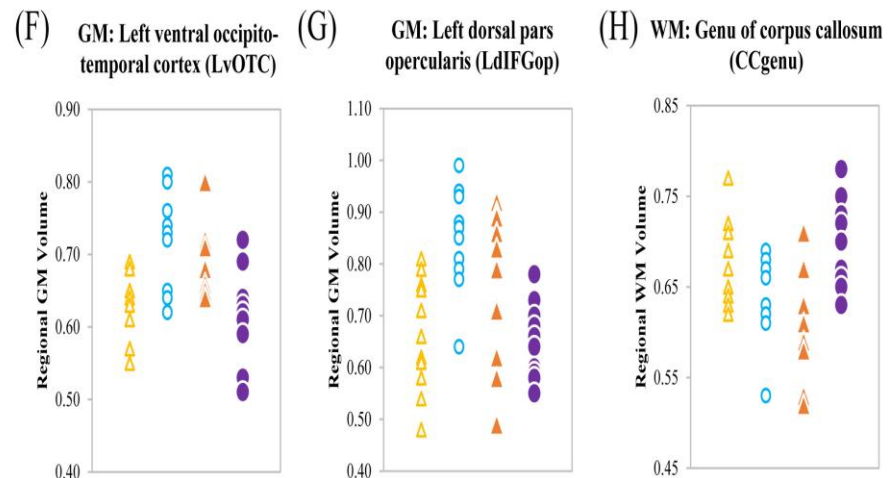 (F) GM: Left ventral occipito-
temporal cortex (LvOTC)
0.90
0.80
0.70
0.60
0.50
0.40
Regional GM Volume
(G) GM: Left dorsal pars
opercularis (LdIFGop)
1.10
1.00
0.90
0.80
0.70
0.60
0.50
0.40
Regional GM Volume
(H) WM: Genu of corpus callosum
(CCgenu)
0.85
0.75
0.65
0.55
0.45
Regional WM Volume